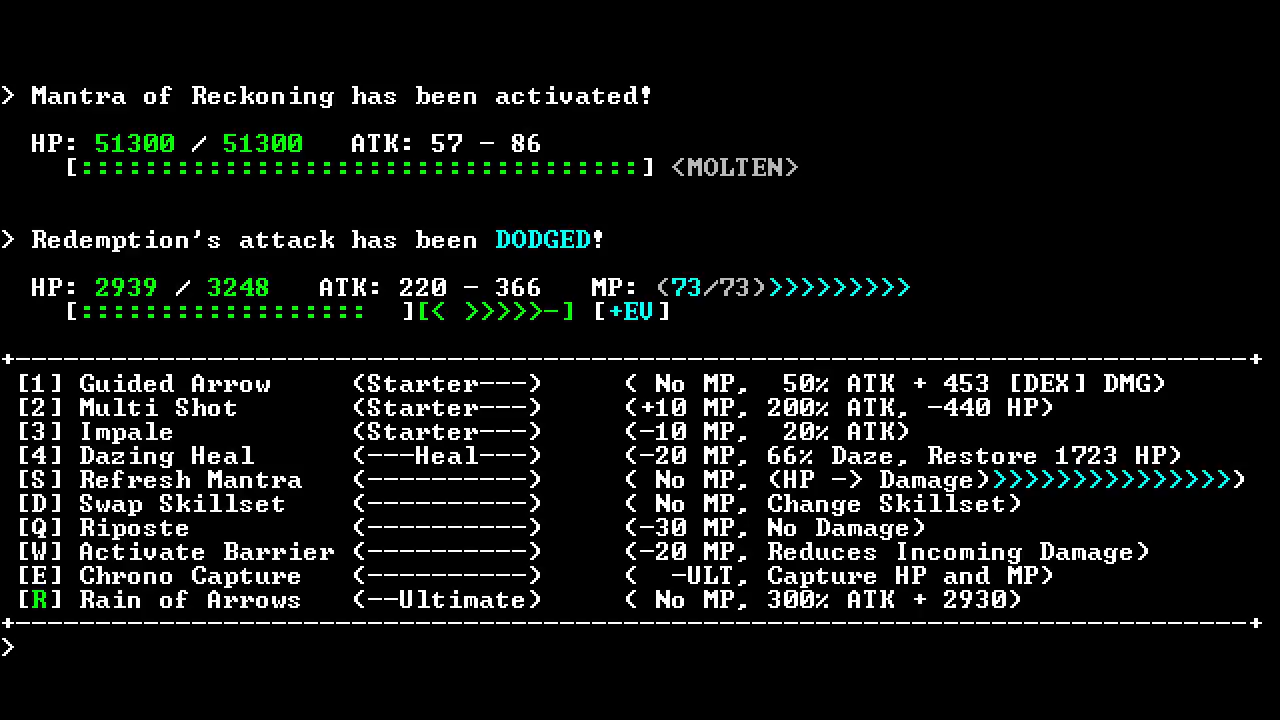 > Mantra of Reckoning has been activated!
HP: 51300 / 51300   ATK: 57 - 86
[:::::::::::::::::::::::::::::::::::] <MOLTEN>
> Redemption's attack has been DODGED!
HP: 2939 / 3248   ATK: 220 - 366   MP: (73/73)>>>>>>>>>
[::::::::::::::::::  ][< >>>>>-] [+EV]
+-----------------------------------------------------------------------------+
[1] Guided Arrow     (Starter---)     ( No MP,  50% ATK + 453 [DEX] DMG)
[2] Multi Shot       (Starter---)     (+10 MP, 200% ATK, -440 HP)
[3] Impale           (Starter---)     (-10 MP,  20% ATK)
[4] Dazing Heal      (---Heal---)     (-20 MP, 66% Daze, Restore 1723 HP)
[S] Refresh Mantra   (----------)     ( No MP, (HP -> Damage)>>>>>>>>>>>>>>>)
[D] Swap Skillset    (----------)     ( No MP, Change Skillset)
[Q] Riposte          (----------)     (-30 MP, No Damage)
[W] Activate Barrier (----------)     (-20 MP, Reduces Incoming Damage)
[E] Chrono Capture   (----------)     (  -ULT, Capture HP and MP)
[R] Rain of Arrows   (--Ultimate)     ( No MP, 300% ATK + 2930)
+-----------------------------------------------------------------------------+
>